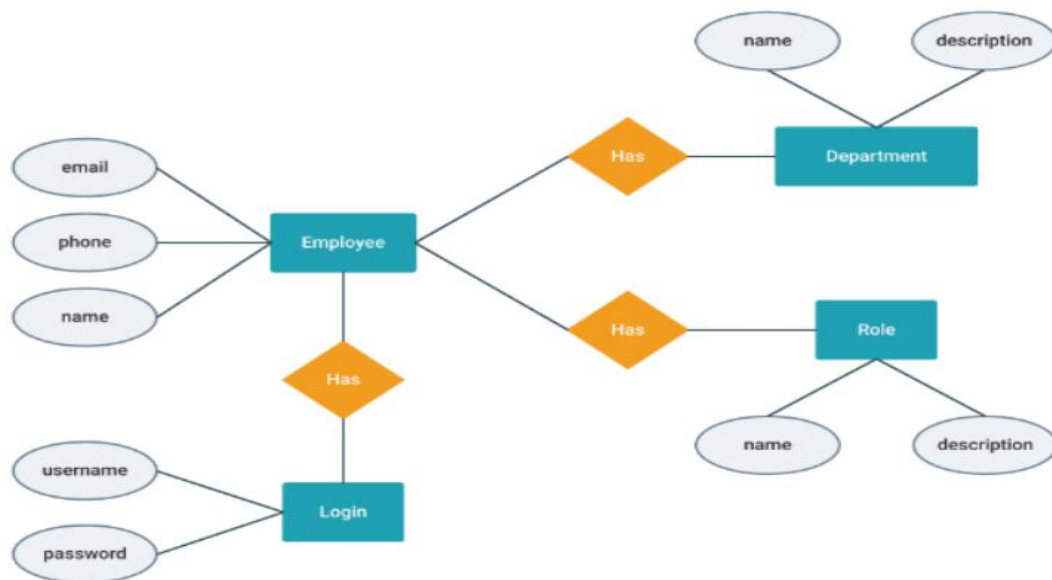 name
description
Has
Department
email
phone
Employee
name
Has
Role
Has
name
description
username
Login
password